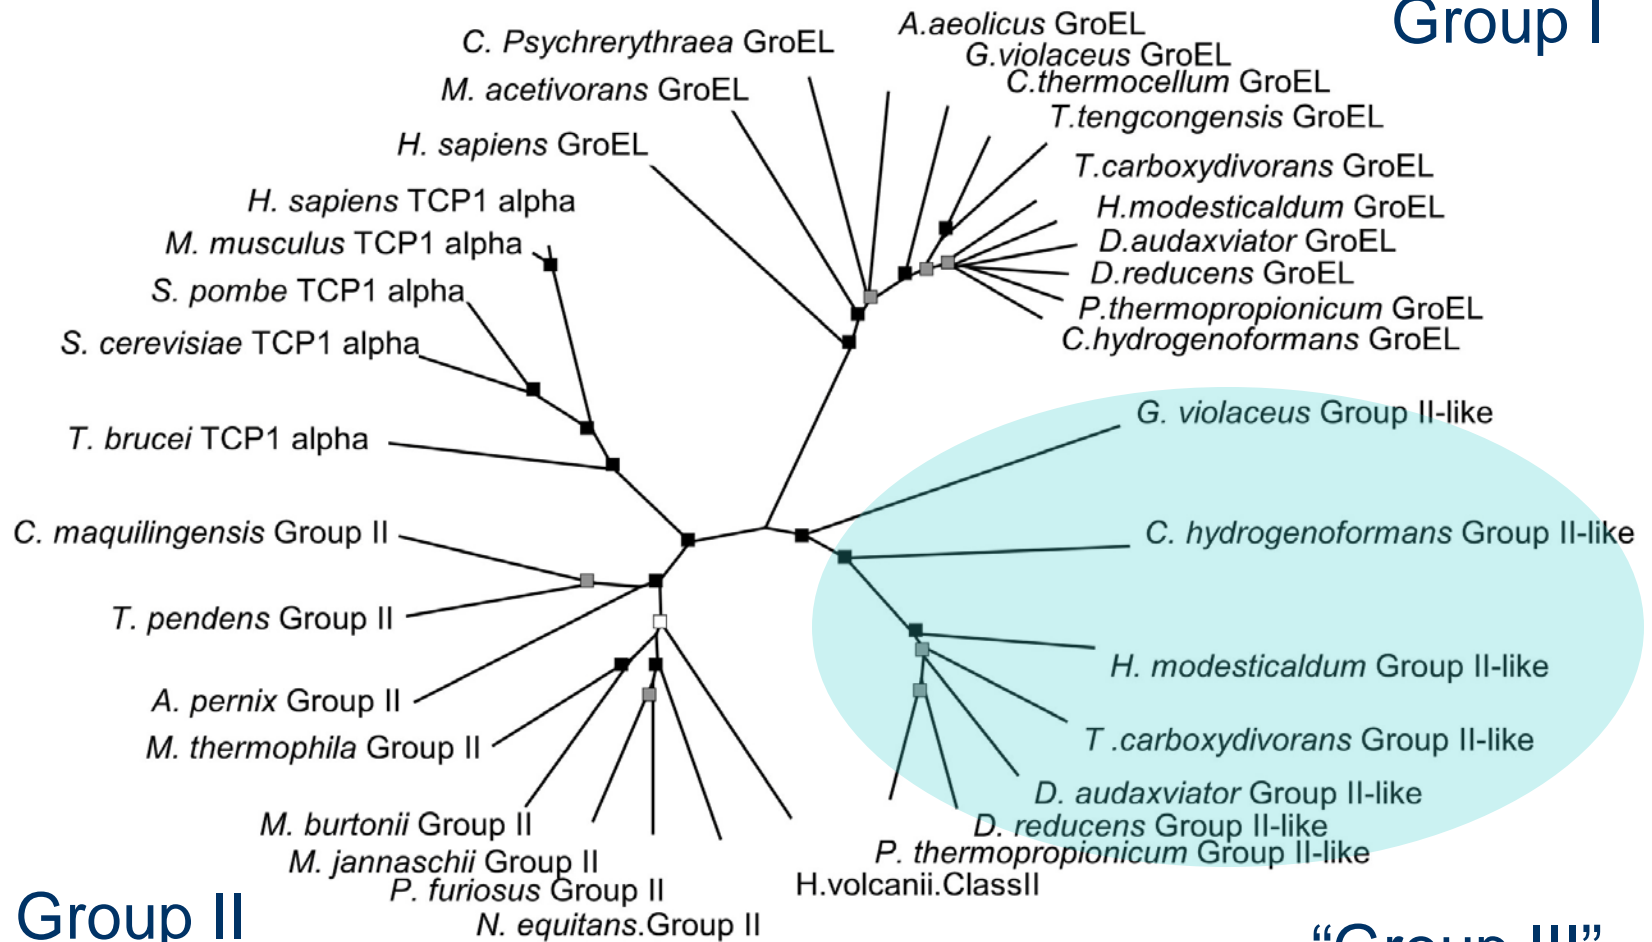 Group I
A.aeolicus GroEL
C. Psychrerythraea GroEL
G.violaceus GroEL
C.thermocellum GroEL
M. acetivorans GroEL
T.tengcongensis GroEL
H. sapiens GroEL
T.carboxydivorans GroEL
H. sapiens TCP1 alpha
H.modesticaldum GroEL
M. musculus TCP1 alpha
D.audaxviator GroEL
D.reducens GroEL
S. pombe TCP1 alpha
P.thermopropionicum GroEL
S. cerevisiae TCP1 alpha
C.hydrogenoformans GroEL
G. violaceus Group II-like
T. brucei TCP1 alpha
C. maquilingensis Group II
C. hydrogenoformans Group II-like
T. pendens Group II
H. modesticaldum Group II-like
A. pernix Group II
T .carboxydivorans Group II-like
M. thermophila Group II
D. audaxviator Group II-like
M. burtonii Group II
D. reducens Group II-like
P. thermopropionicum Group II-like
M. jannaschii Group II
H.volcanii.ClassII
P. furiosus Group II
Group II
N. equitans.Group II
“Group III”